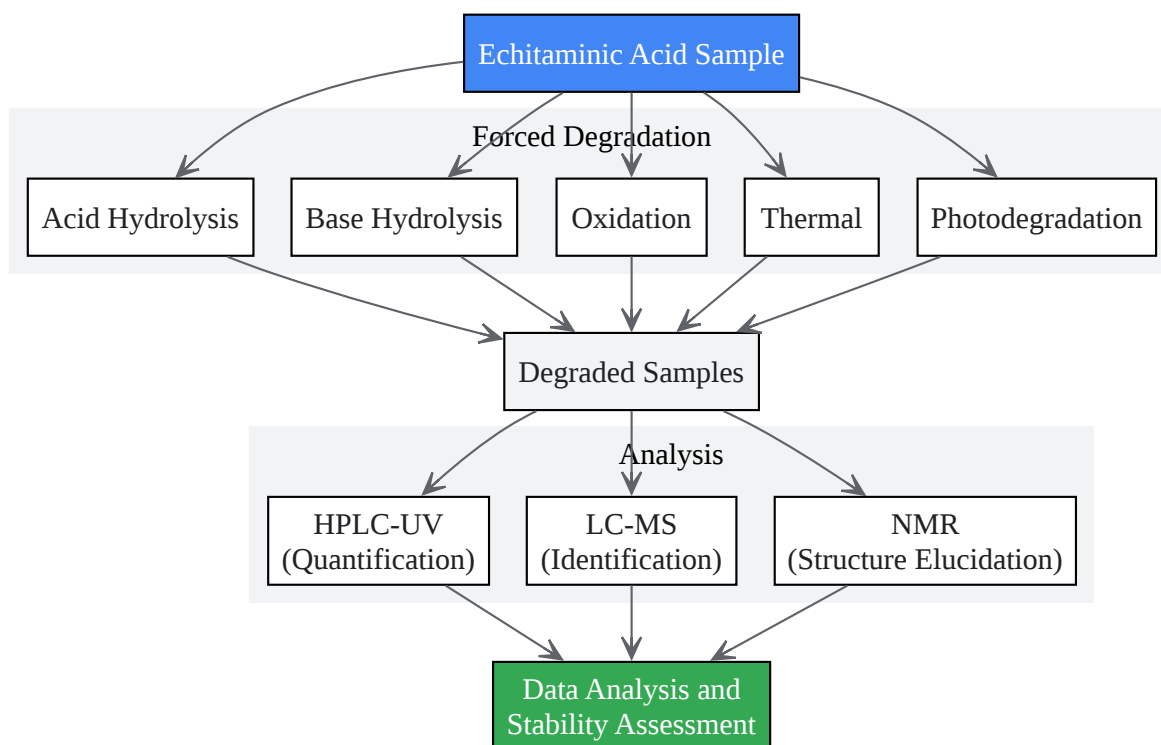 Echitaminic Acid Sample
Forced Degradation
Acid Hydrolysis
Base Hydrolysis
Oxidation
Thermal
Photodegradation
Degraded Samples
Analysis
HPLC-UV
(Quantification)
LC-MS
(Identification)
NMR
(Structure Elucidation)
Data Analysis and
Stability Assessment